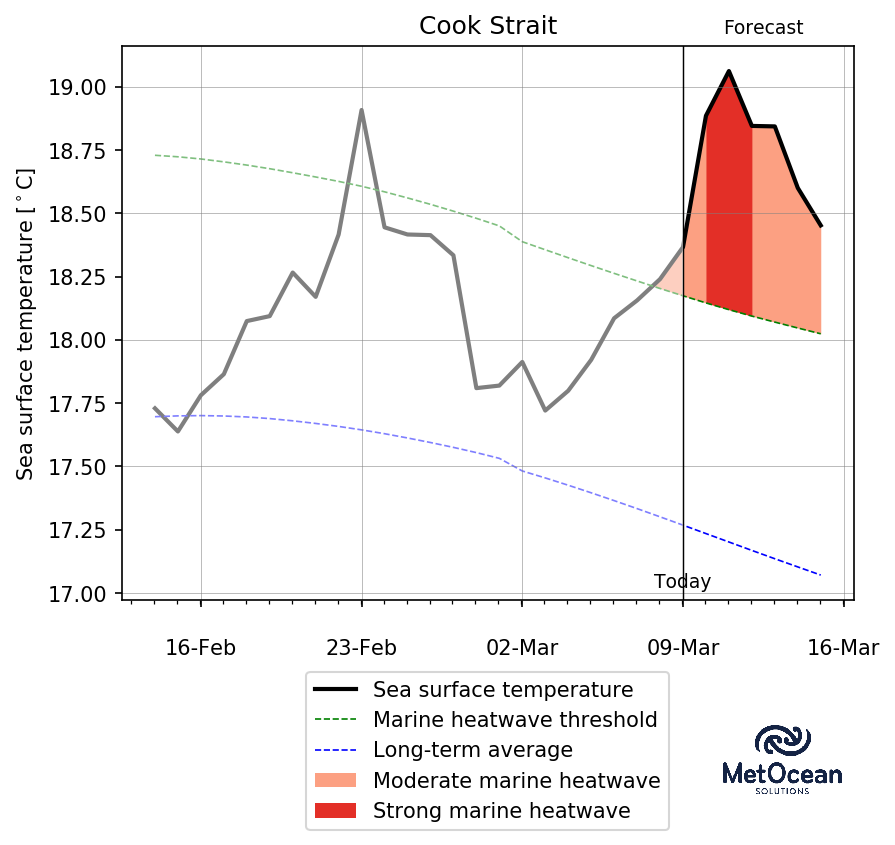 Cook Strait
Forecast
Sea surface temperature [°C]
19.00
18.75
18.50
18.25
18.00
17.75
17.50
17.25
17.00
Today
16-Feb
23-Feb
02-Mar
09-Mar
16-Mar
Sea surface temperature
Marine heatwave threshold
Long-term average
Moderate marine heatwave
Strong marine heatwave
MetOcean
SOLUTIONS